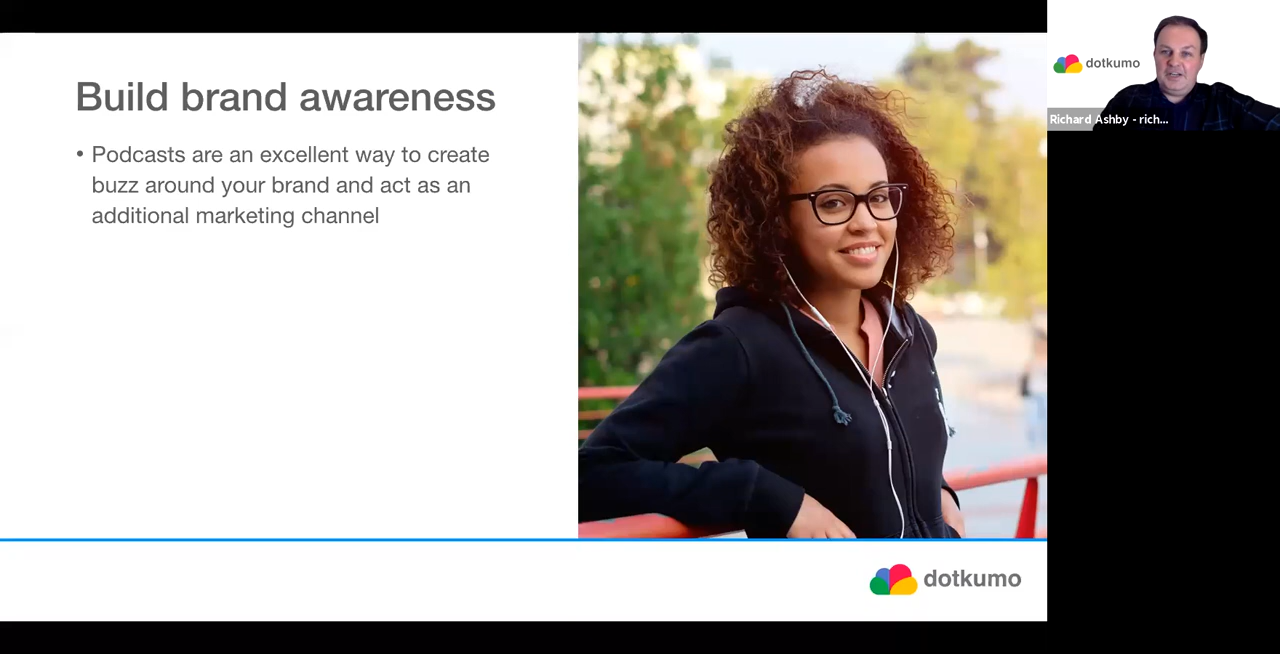 Build brand awareness
• Podcasts are an excellent way to create
buzz around your brand and act as an
additional marketing channel
dotkumo
dotkumo
Richard Ashby - rich...